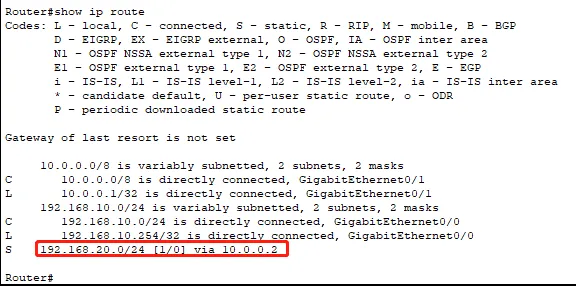 Router#show ip route
Codes: L - local, C - connected, S - static, R - RIP, M - mobile, B - BGP
       D - EIGRP, EX - EIGRP external, O - OSPF, IA - OSPF inter area
       N1 - OSPF NSSA external type 1, N2 - OSPF NSSA external type 2
       E1 - OSPF external type 1, E2 - OSPF external type 2, E - EGP
       i - IS-IS, L1 - IS-IS level-1, L2 - IS-IS level-2, ia - IS-IS inter area
       * - candidate default, U - per-user static route, o - ODR
       P - periodic downloaded static route
Gateway of last resort is not set
     10.0.0.0/8 is variably subnetted, 2 subnets, 2 masks
C       10.0.0.0/8 is directly connected, GigabitEthernet0/1
L       10.0.0.1/32 is directly connected, GigabitEthernet0/1
     192.168.10.0/24 is variably subnetted, 2 subnets, 2 masks
C       192.168.10.0/24 is directly connected, GigabitEthernet0/0
L       192.168.10.254/32 is directly connected, GigabitEthernet0/0
S    192.168.20.0/24 [1/0] via 10.0.0.2
Router#